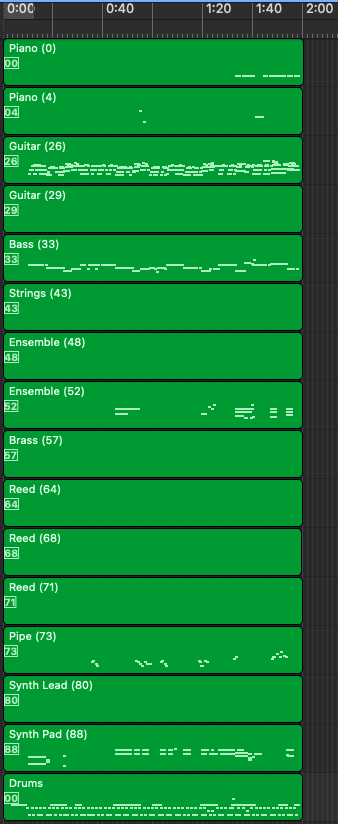 0:00 0:40 1:20 1:40 2:00
Piano (0)
00
Piano (4)
04
Guitar (26)
26
Guitar (29)
29
Bass (33)
33
Strings (43)
43
Ensemble (48)
48
Ensemble (52)
52
Brass (57)
57
Reed (64)
64
Reed (68)
68
Reed (71)
71
Pipe (73)
73
Synth Lead (80)
80
Synth Pad (88)
88
Drums
00